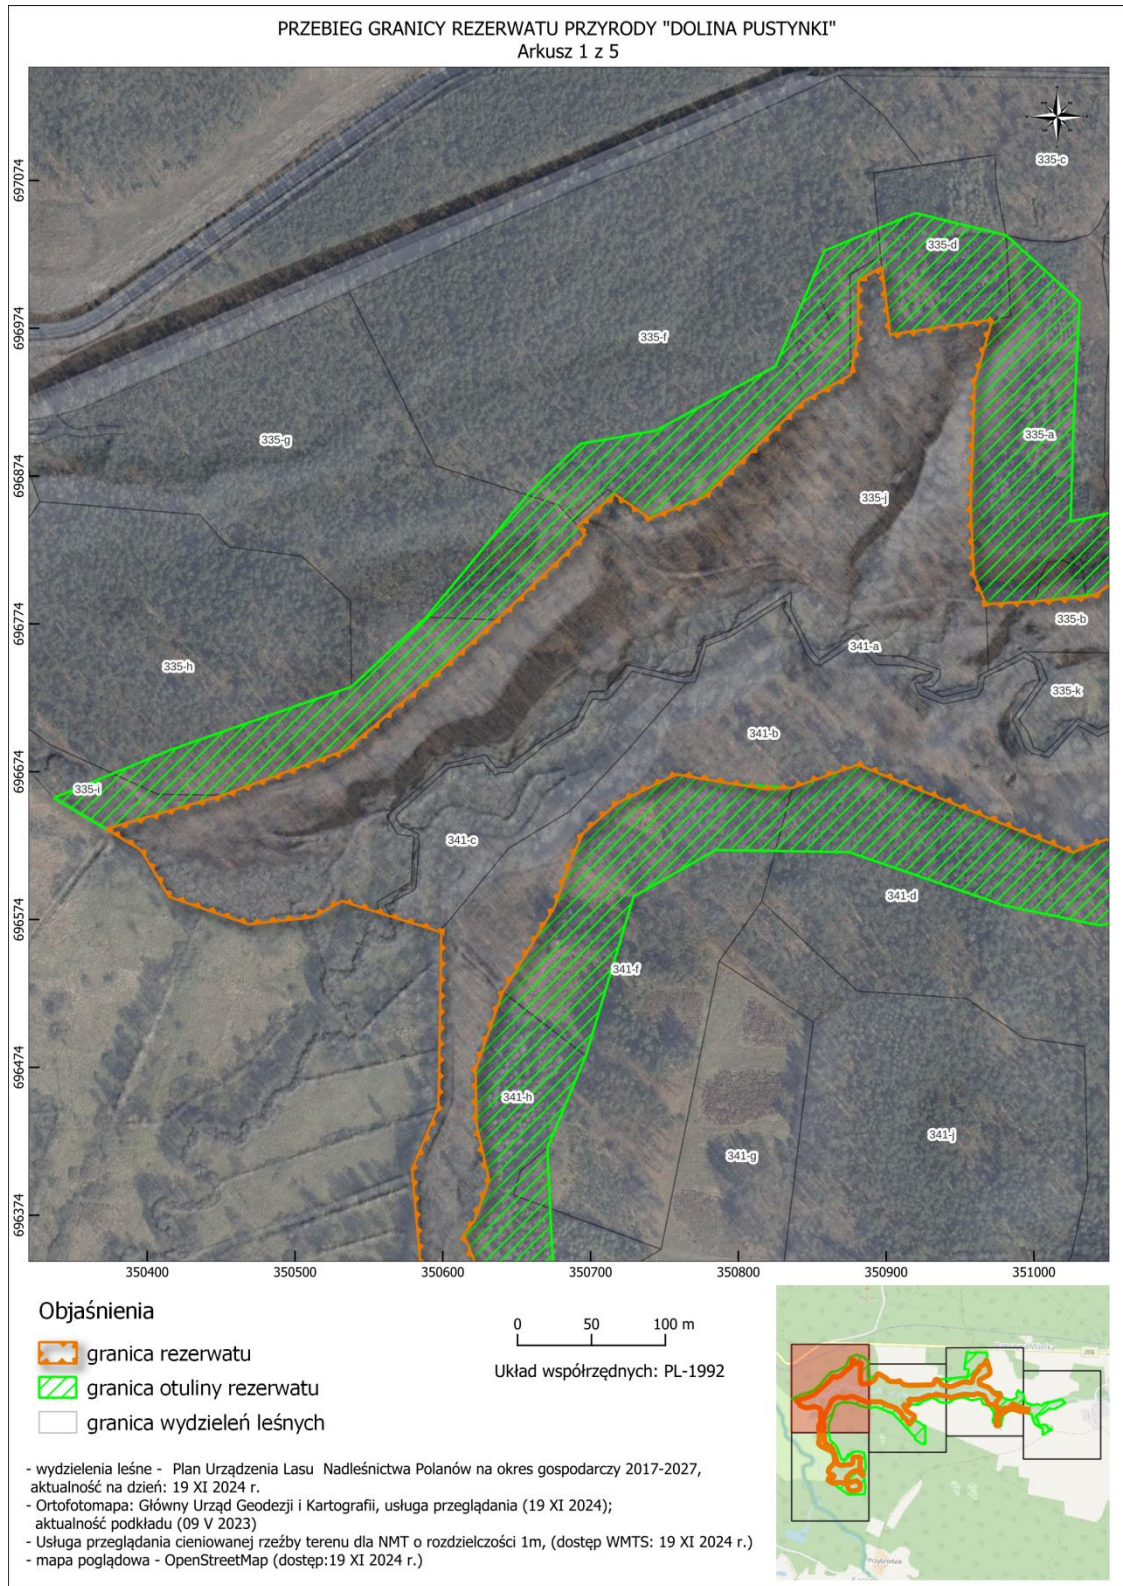 PRZEBIEG GRANICY REZERWATU PRZYRODY "DOLINA PUSTYNKI"
Arkusz 1 z 5
697074
335-c
335-d
696974
335-f
335-g
335-a
696874
335-j
696774
335-b
341-a
335-h
335-k
341-b
696674
335-i
341-c
341-d
696574
341-f
696474
341-h
341-j
341-g
696374
350400
350500
350600
350700
350800
350900
351000
Objaśnienia
granica rezerwatu
granica otuliny rezerwatu
granica wydzieleń leśnych
0 50 100 m
Układ współrzędnych: PL-1992
206
Przybrodzie
- wydzielenia leśne - Plan Urządzenia Lasu Nadleśnictwa Polanów na okres gospodarczy 2017-2027,
aktualność na dzień: 19 XI 2024 r.
- Ortofotomapa: Główny Urząd Geodezji i Kartografii, usługa przeglądania (19 XI 2024);
aktualność podkładu (09 V 2023)
- Usługa przeglądania cieniowanej rzeźby terenu dla NMT o rozdzielczości 1m, (dostęp WMTS: 19 XI 2024 r.)
- mapa poglądowa - OpenStreetMap (dostęp:19 XI 2024 r.)